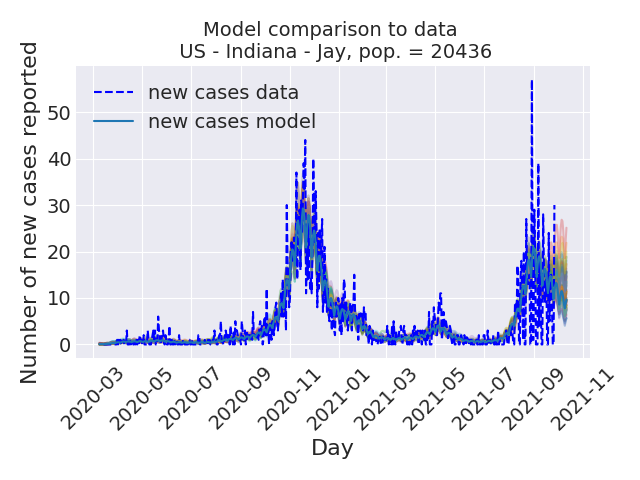 Model comparison to data
US - Indiana - Jay, pop. = 20436
Number of new cases reported
50
40
30
20
10
0
new cases data
new cases model
2020-03
2020-05
2020-07
2020-09
2020-11
2021-01
2021-03
2021-05
2021-07
2021-09
2021-11
Day